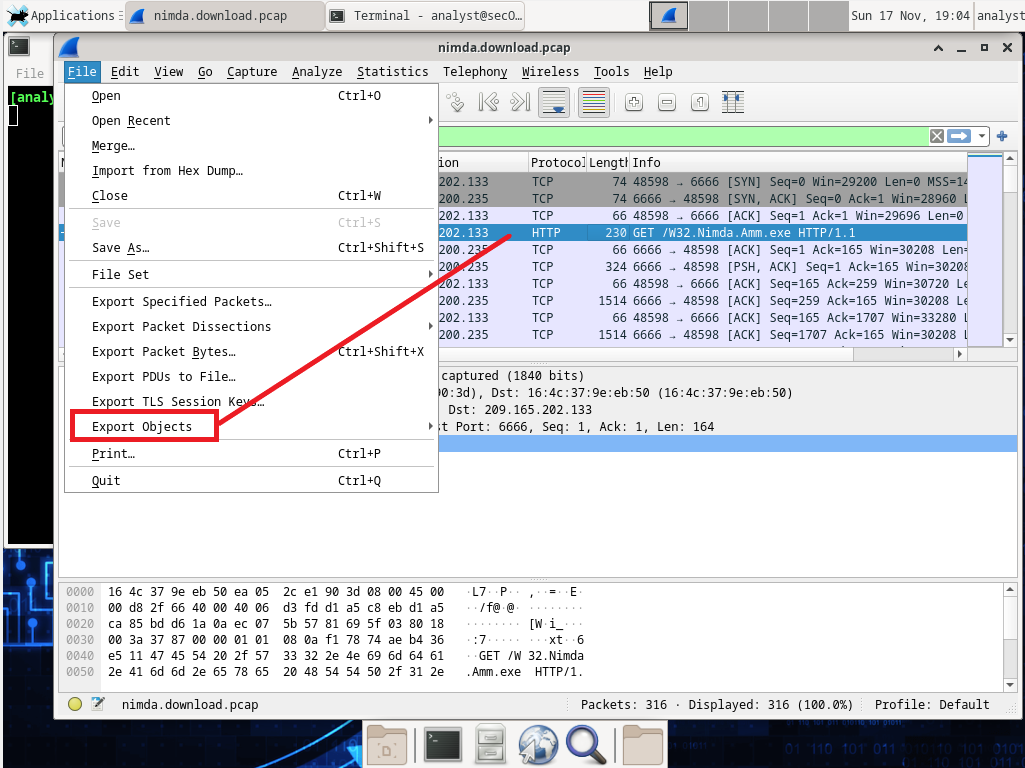 Applications
nimda.download.pcap
Terminal - analyst@secO...
Sun 17 Nov, 19:04
analyst
File
[analy
nimda.download.pcap
File Edit View Go Capture Analyze Statistics Telephony Wireless Tools Help
Open Ctrl+O
Open Recent
Merge…
Import from Hex Dump…
Close Ctrl+W
Save Ctrl+S
Save As… Ctrl+Shift+S
File Set
Export Specified Packets…
Export Packet Dissections
Export Packet Bytes… Ctrl+Shift+X
Export PDUs to File…
Export TLS Session Keys…
Export Objects
Print… Ctrl+P
Quit Ctrl+Q
ion Protocol Length Info
202.133 TCP 74 48598 → 6666 [SYN] Seq=0 Win=29200 Len=0 MSS=14
200.235 TCP 74 6666 → 48598 [SYN, ACK] Seq=0 Ack=1 Win=28960 L
202.133 TCP 66 48598 → 6666 [ACK] Seq=1 Ack=1 Win=29696 Len=0
202.133 HTTP 230 GET /W32.Nimda.Amm.exe HTTP/1.1
200.235 TCP 66 6666 → 48598 [ACK] Seq=1 Ack=165 Win=30208 L
200.235 TCP 324 6666 → 48598 [PSH, ACK] Seq=1 Ack=165 Win=30208
202.133 TCP 66 48598 → 6666 [ACK] Seq=165 Ack=259 Win=30720 L
200.235 TCP 1514 6666 → 48598 [ACK] Seq=259 Ack=165 Win=30208 L
202.133 TCP 66 48598 → 6666 [ACK] Seq=165 Ack=1707 Win=33280 L
200.235 TCP 1514 6666 → 48598 [ACK] Seq=1707 Ack=165 Win=30208
captured (1840 bits)
90:3d), Dst: 16:4c:37:9e:eb:50 (16:4c:37:9e:eb:50)
Dst: 209.165.202.133
t Port: 6666, Seq: 1, Ack: 1, Len: 164
0000 16 4c 37 9e eb 50 ea 05 2c e1 90 3d 08 00 45 00 ·L7··P·· ,··=··E·
0010 00 d8 2f 66 40 00 40 06 d3 fd d1 a5 c8 eb d1 a5 ··/f@·@· ········
0020 ca 85 bd d6 1a 0a ec 07 5b 57 81 69 5f 03 80 18 ········ [W·i_···
0030 00 3a 37 87 00 00 01 01 08 0a f1 78 74 ae b4 36 ·:7····· ···xt··6
0040 e5 11 47 45 54 20 2f 57 33 32 2e 4e 69 6d 64 61 ··GET /W 32.Nimda
0050 2e 41 6d 6d 2e 65 78 65 20 48 54 54 50 2f 31 2e .Amm.exe HTTP/1.
nimda.download.pcap
Packets: 316 · Displayed: 316 (100.0%)
Profile: Default